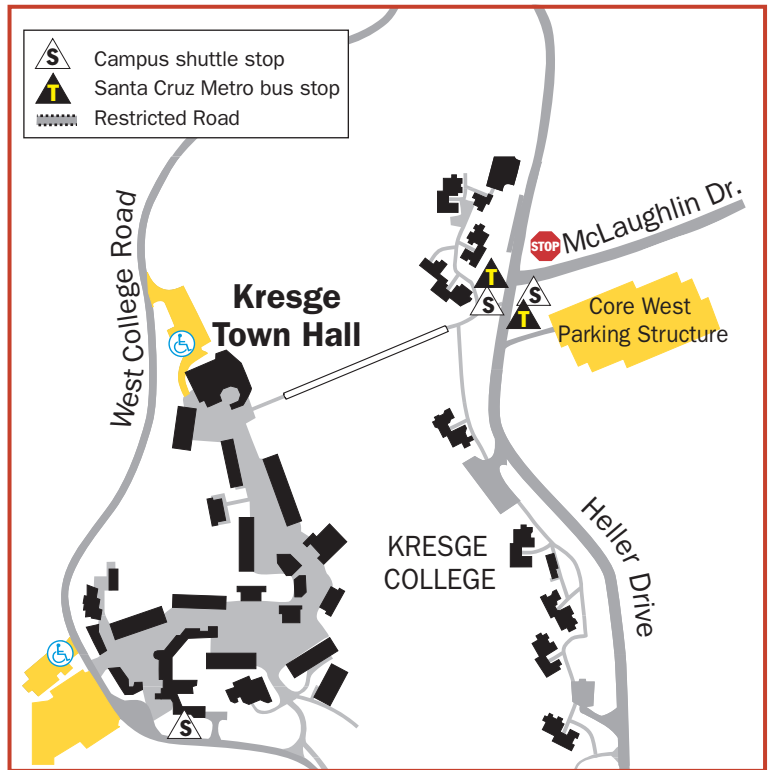 S Campus shuttle stop
T Santa Cruz Metro bus stop
Restricted Road
West College Road
Kresge
Town Hall
STOP
McLaughlin Dr.
T
S
S
T
Core West
Parking Structure
KRESGE
COLLEGE
Heller Drive
S